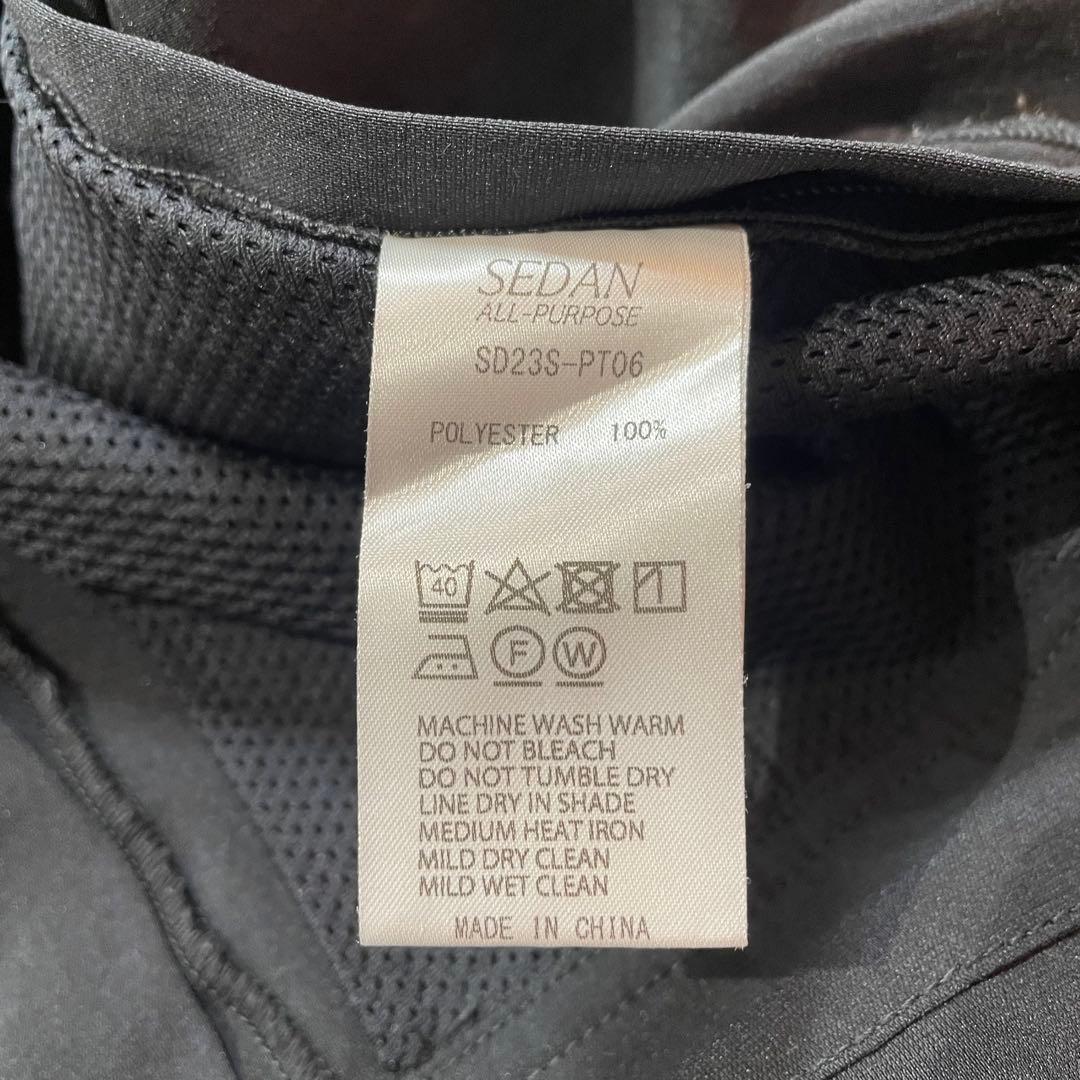 SEDAN
ALL-PURPOSE
SD23S-PT06
POLYESTER 100%
40
F W
MACHINE WASH WARM
DO NOT BLEACH
DO NOT TUMBLE DRY
LINE DRY IN SHADE
MEDIUM HEAT IRON
MILD DRY CLEAN
MILD WET CLEAN
MADE IN CHINA